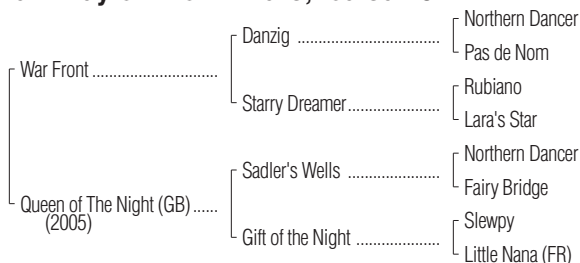 Northern Dancer
Danzig ..........................
Pas de Nom
War Front ..........................
Rubiano
Starry Dreamer......................
Lara's Star
Northern Dancer
Sadler's Wells ......................
Fairy Bridge
Queen of The Night (GB) ......
(2005)
Slewpy
Gift of the Night ....................
Little Nana (FR)